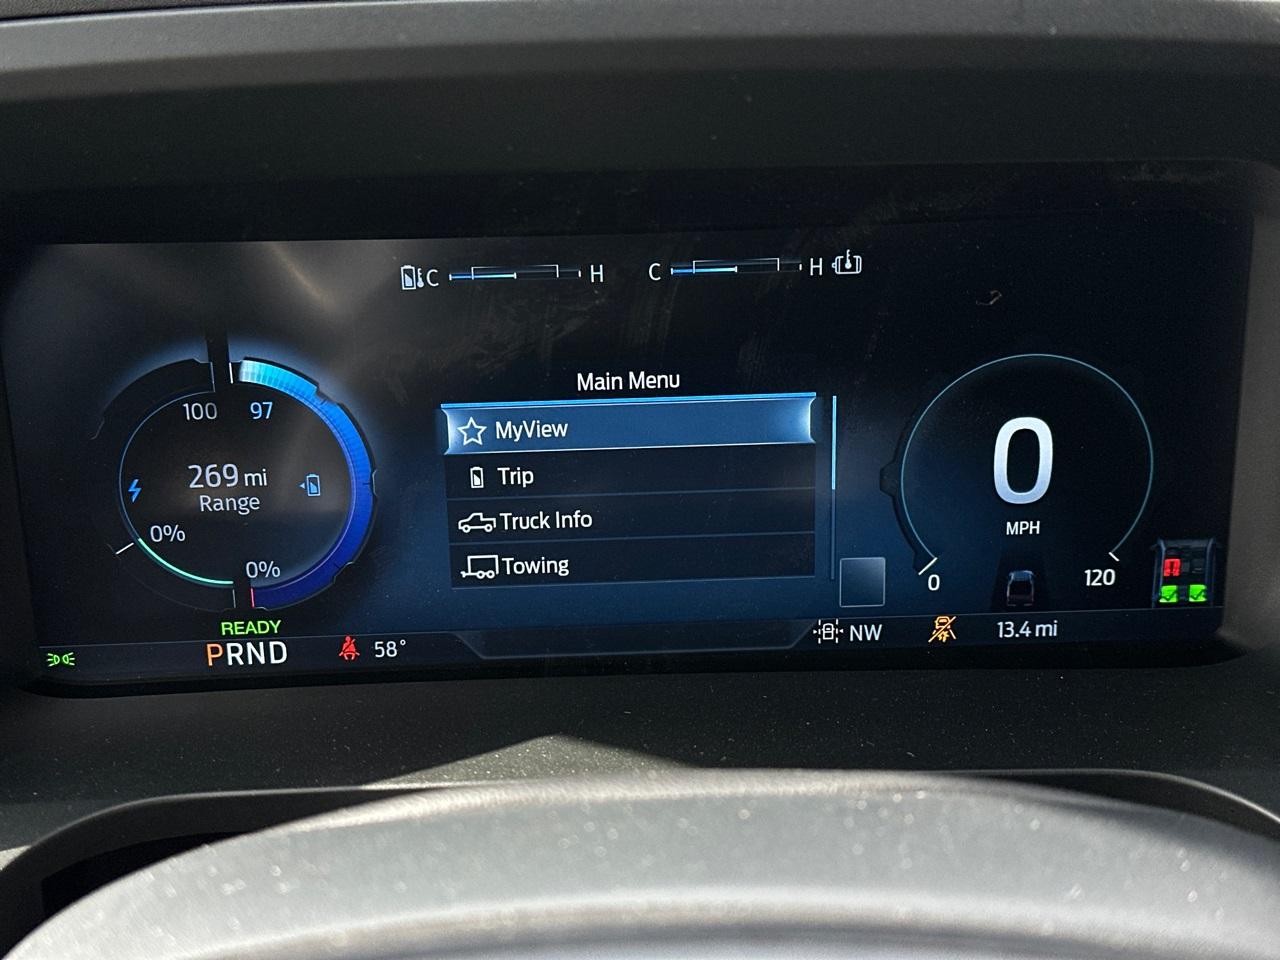 C H C H
Main Menu
MyView
Trip
Truck Info
Towing
100 97
269 mi
Range
0%
0%
READY
PRND
58°
0
MPH
0 120
NW
13.4 mi